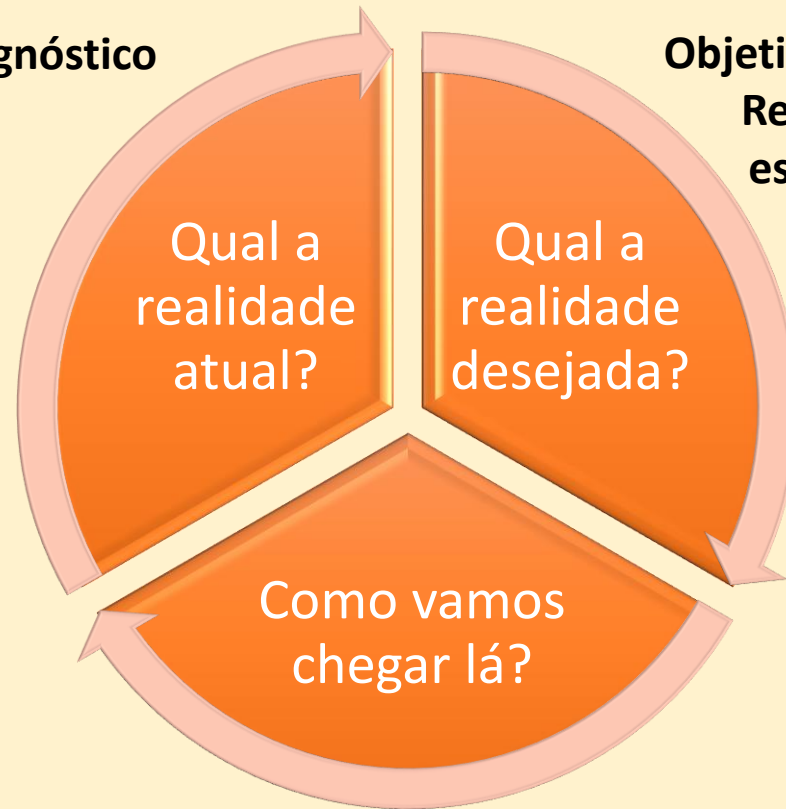 gnóstico
Objeti
Re
es
Qual a
realidade
atual?
Qual a
realidade
desejada?
Como vamos
chegar lá?